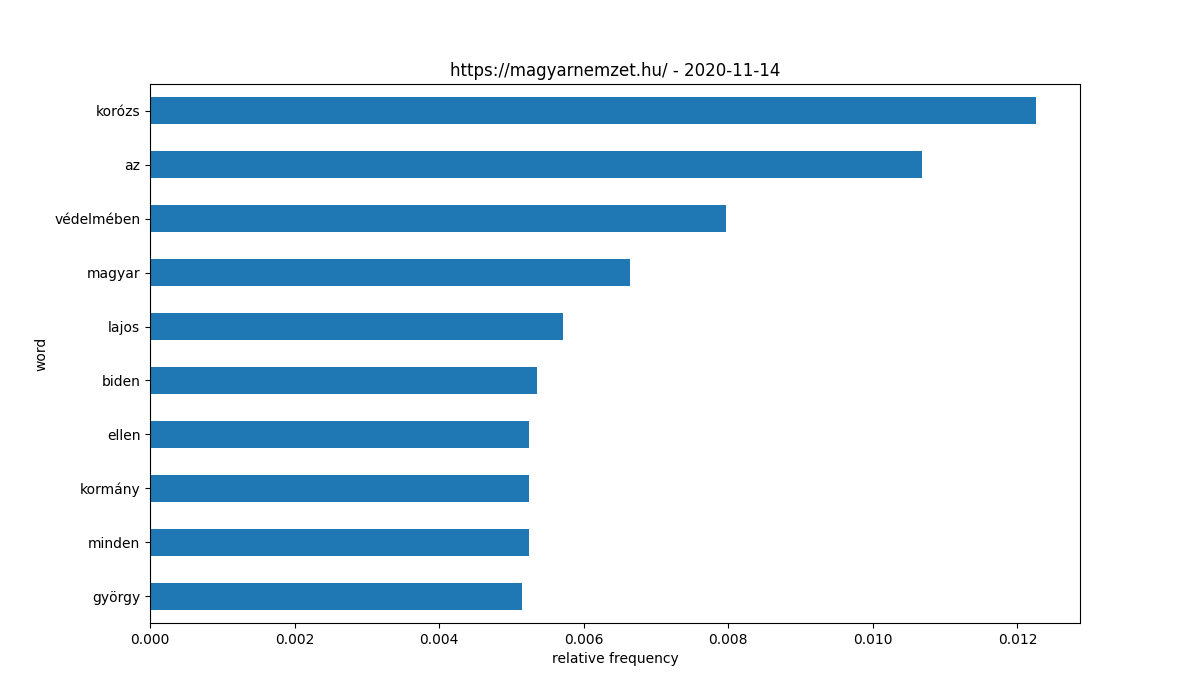 https://magyarnemzet.hu/ - 2020-11-14
korózs
az
védelmében
magyar
lajos
biden
ellen
kormány
minden
györgy
word
0.000 0.002 0.004 0.006 0.008 0.010 0.012
relative frequency